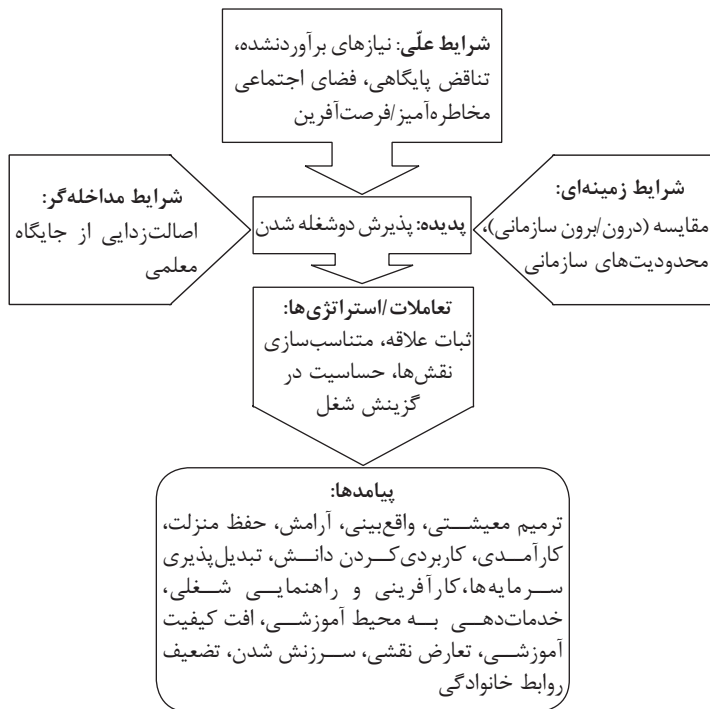 شرایط علّی: نیازهای برآوردنشده،
تناقض پایگاهی، فضای اجتماعی
مخاطره‌آمیز/فرصت‌آفرین
شرایط زمینه‌ای:
مقایسه (درون/برون سازمانی)،
محدودیت‌های سازمانی
پدیده: پذیرش دوشغله شدن
شرایط مداخله‌گر:
اصالت‌زدایی از جایگاه
معلمی
تعاملات/استراتژی‌ها:
ثبات علاقه، متناسب‌سازی
نقش‌ها، حساسیت در
گزینش شغل
پیامدها:
ترمیم معیشتی، واقع‌بینی، آرامش، حفظ منزلت،
کارآمدی، کاربردی‌کردن دانش، تبدیل‌پذیری
سرمایه‌ها،کارآفرینی و راهنمایی شغلی،
خدمات‌دهی به محیط آموزشی، افت کیفیت
آموزشی، تعارض نقشی، سرزنش شدن، تضعیف
روابط خانوادگی